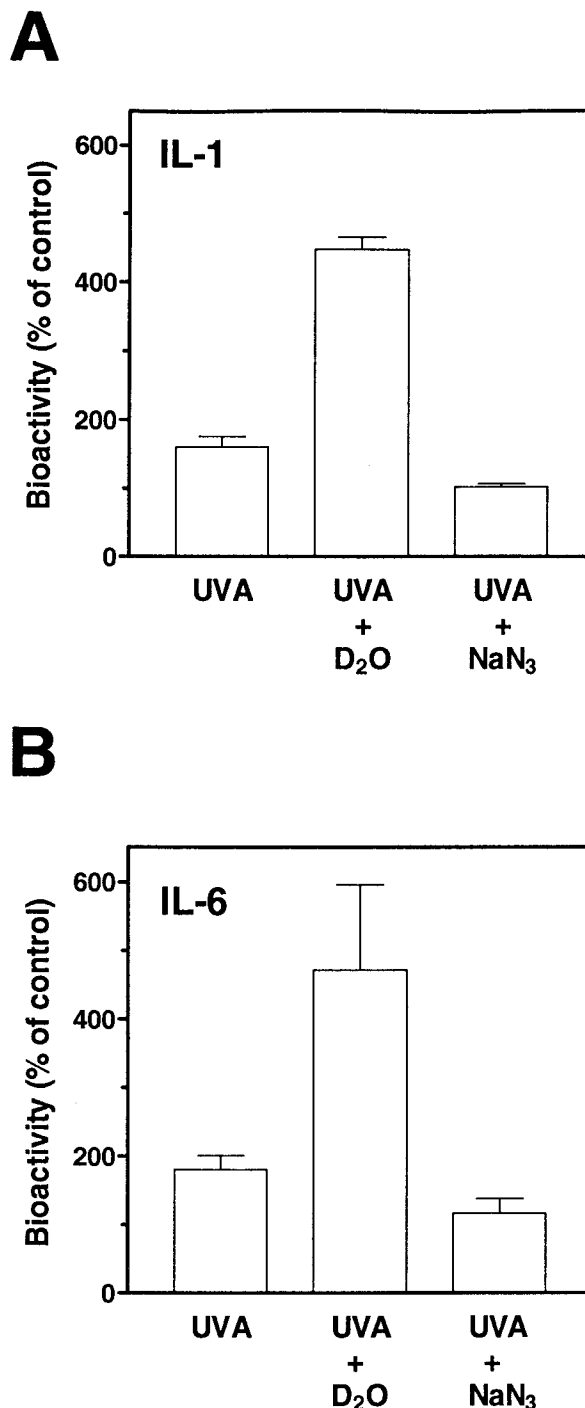 A
Bioactivity (% of control)
600
400
200
0
IL-1
UVA
UVA
+
D₂O
UVA
+
NaN₃
B
Bioactivity (% of control)
600
400
200
0
IL-6
UVA
UVA
+
D₂O
UVA
+
NaN₃